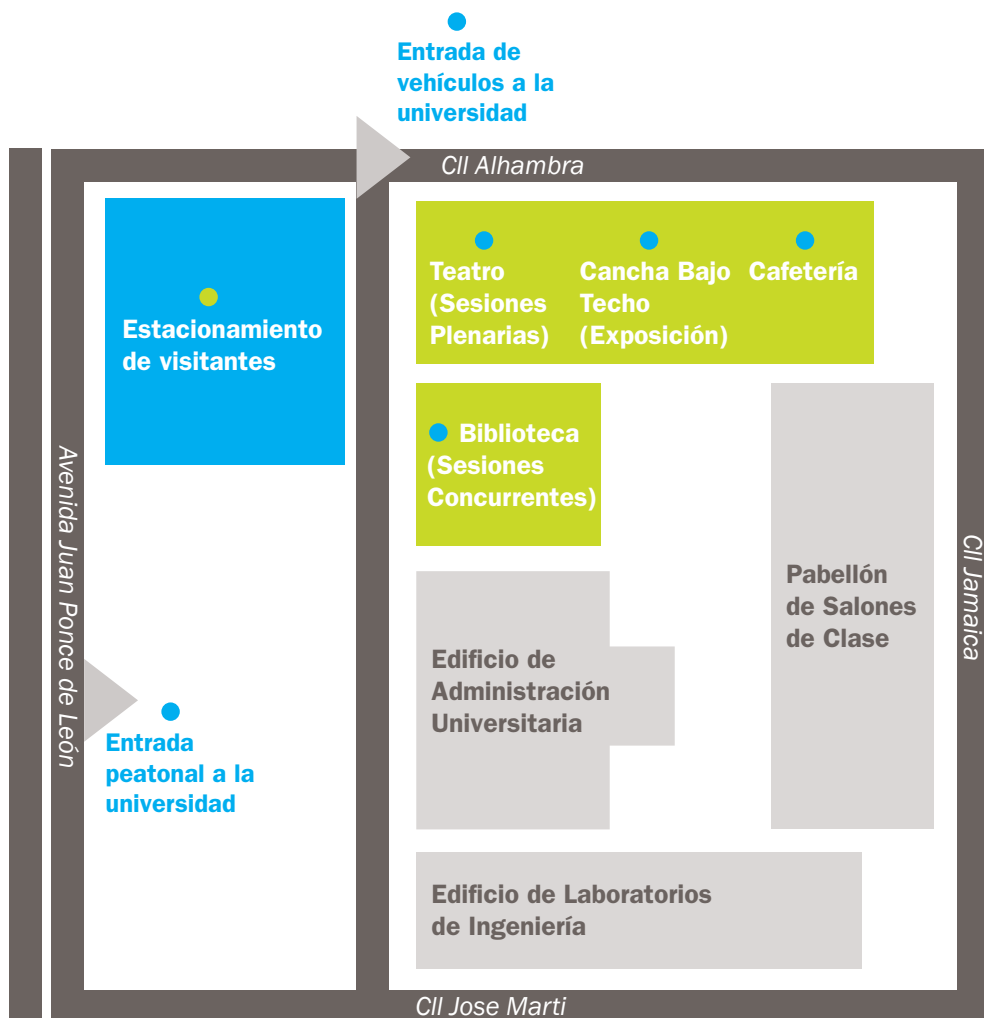 Entrada de
vehículos a la
universidad
Cll Alhambra
Teatro
(Sesiones
Plenarias)
Cancha Bajo
Techo
(Exposición)
Cafetería
Estacionamiento
de visitantes
Biblioteca
(Sesiones
Concurrentes)
Avenida Juan Ponce de León
Cll Jamaica
Pabellón
de Salones
de Clase
Edificio de
Administración
Universitaria
Entrada
peatonal a la
universidad
Edificio de Laboratorios
de Ingeniería
Cll Jose Marti